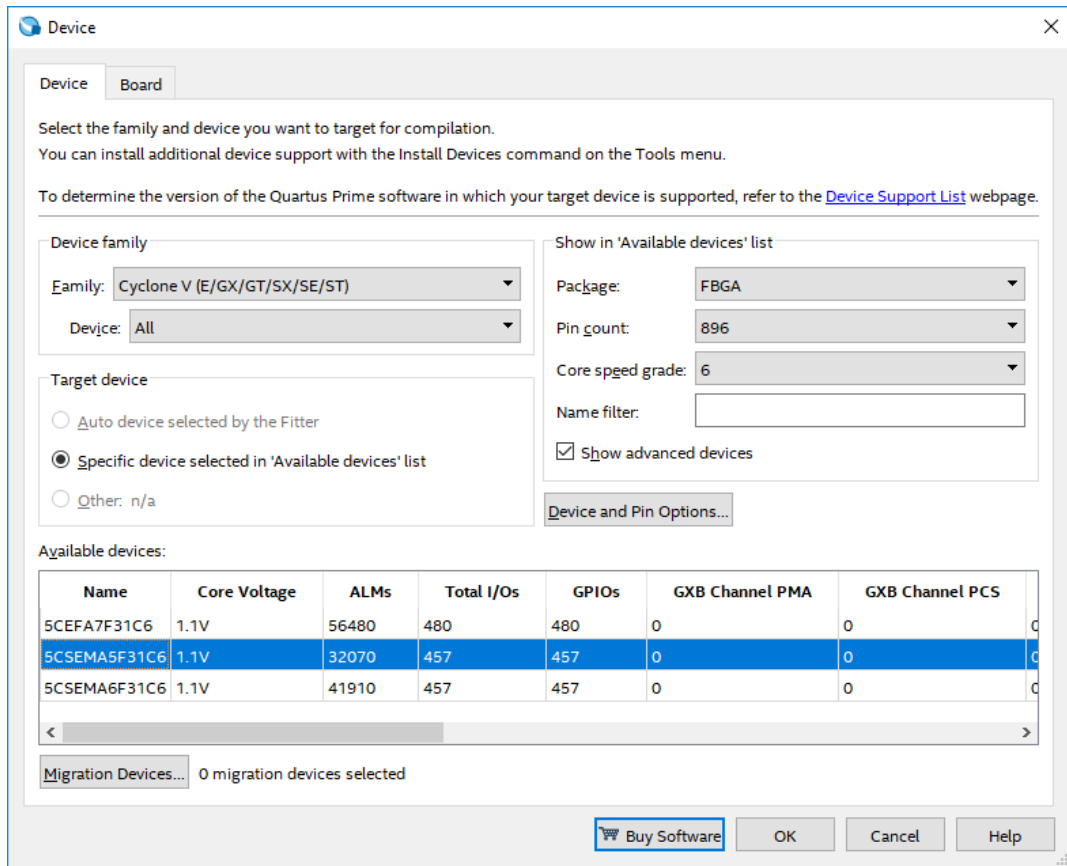 Device
Device Board
Select the family and device you want to target for compilation.
You can install additional device support with the Install Devices command on the Tools menu.
To determine the version of the Quartus Prime software in which your target device is supported, refer to the Device Support List webpage.
Device family
Family: Cyclone V (E/GX/GT/SX/SE/ST)
Device: All
Show in 'Available devices' list
Package: FBGA
Pin count: 896
Core speed grade: 6
Name filter:
Show advanced devices
Target device
Auto device selected by the Fitter
Specific device selected in 'Available devices' list
Other: n/a
Device and Pin Options...
Available devices:
Name Core Voltage ALMs Total I/Os GPIOs GXB Channel PMA GXB Channel PCS
5CEFA7F31C6 1.1V 56480 480 480 0 0
5CSEMA5F31C6 1.1V 32070 457 457 0 0
5CSEMA6F31C6 1.1V 41910 457 457 0 0
Migration Devices... 0 migration devices selected
Buy Software OK Cancel Help